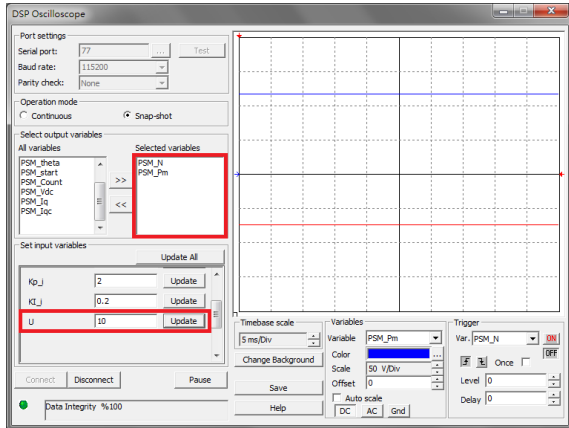 DSP Oscilloscope
Port settings
Serial port: 77 ... Test
Baud rate: 115200
Parity check: None
Operation mode
Continuous Snap-shot
Select output variables
All variables Selected variables
PSM_theta
PSM_start
PSM_Count
PSM_Vdc
PSM_Iq
PSM_Iqc
>>
<<
PSM_N
PSM_Pm
Set input variables
Update All
Kp_i 2 Update
KI_i 0.2 Update
U 10 Update
Connect Disconnect Pause
Data Integrity %100
Timebase scale
5 ms/Div
Change Background
Save
Help
Variables
Variable PSM_Pm
Color ...
Scale 50 V/Div
Offset 0
Auto scale
DC AC Gnd
Trigger
Var. PSM_N ON
OFF
Once
Level 0
Delay 0